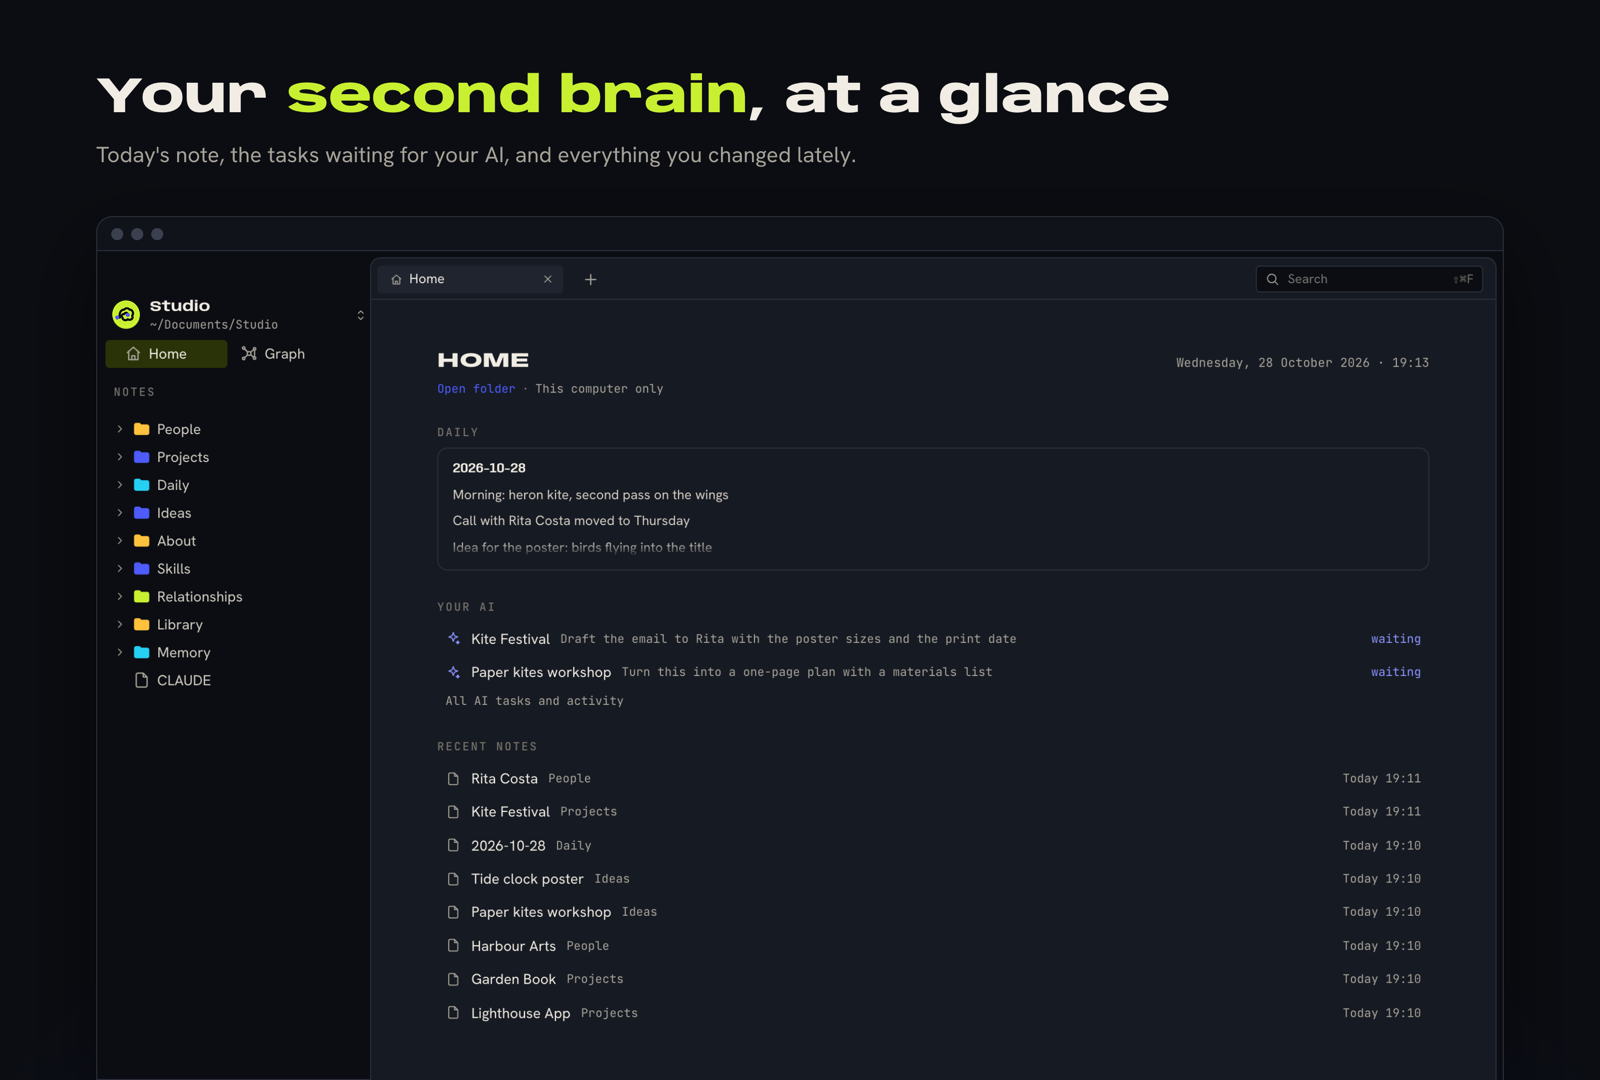 Your second brain, at a glance
Today's note, the tasks waiting for your AI, and everything you changed lately.
Studio
~/Documents/Studio
Home
Graph
NOTES
People
Projects
Daily
Ideas
About
Skills
Relationships
Library
Memory
CLAUDE
Home
Search ⇧⌘F
HOME
Wednesday, 28 October 2026 · 19:13
Open folder · This computer only
DAILY
2026-10-28
Morning: heron kite, second pass on the wings
Call with Rita Costa moved to Thursday
Idea for the poster: birds flying into the title
YOUR AI
Kite Festival Draft the email to Rita with the poster sizes and the print date waiting
Paper kites workshop Turn this into a one-page plan with a materials list waiting
All AI tasks and activity
RECENT NOTES
Rita Costa People Today 19:11
Kite Festival Projects Today 19:11
2026-10-28 Daily Today 19:10
Tide clock poster Ideas Today 19:10
Paper kites workshop Ideas Today 19:10
Harbour Arts People Today 19:10
Garden Book Projects Today 19:10
Lighthouse App Projects Today 19:10